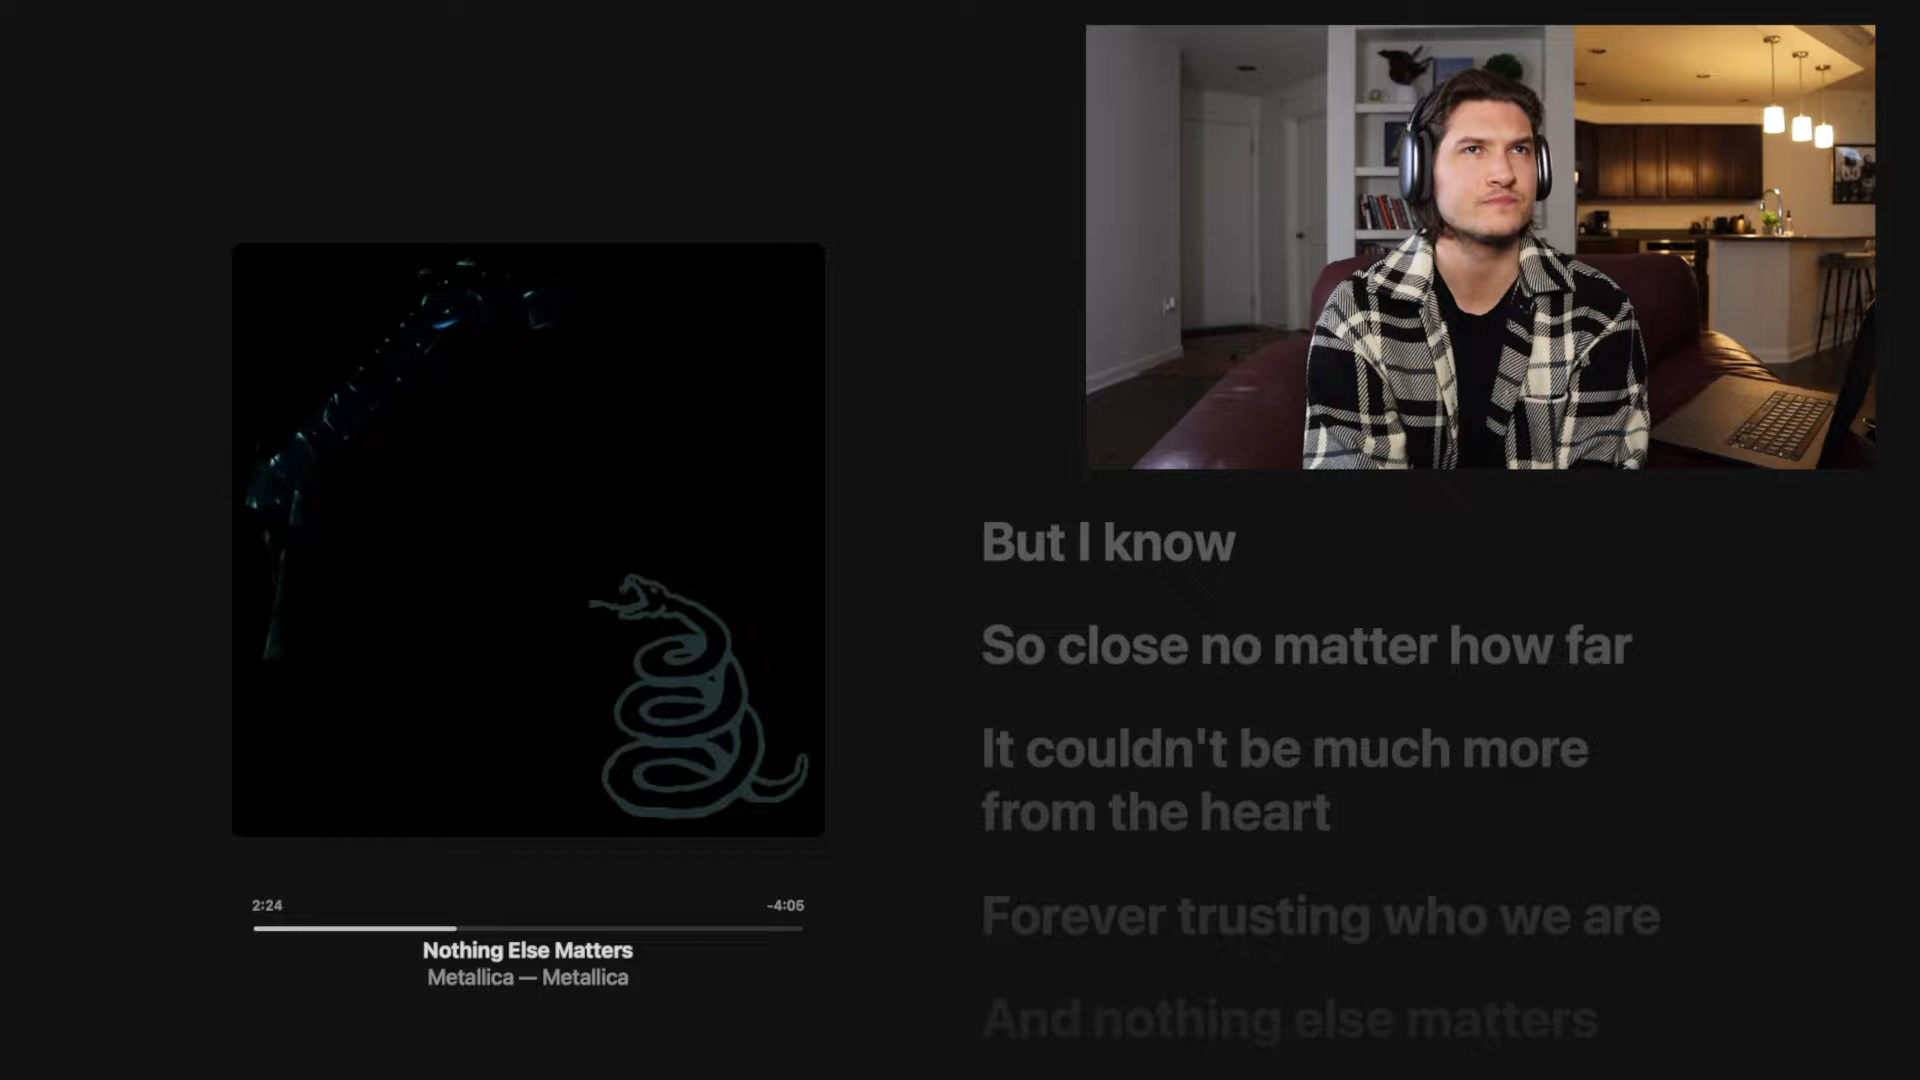 But I know
So close no matter how far
It couldn't be much more
from the heart
Forever trusting who we are
And nothing else matters
2:24
-4:05
Nothing Else Matters
Metallica — Metallica